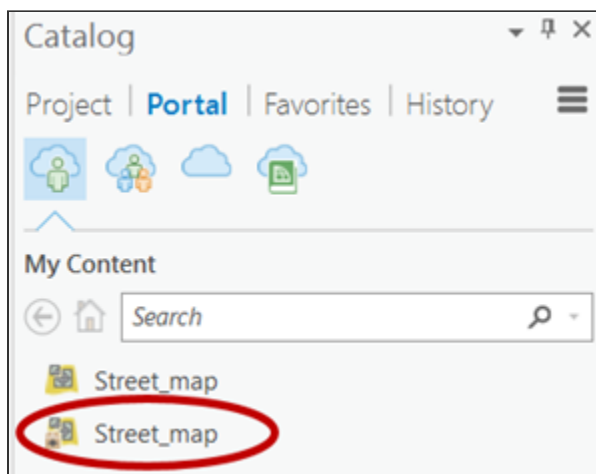 Catalog
Project | Portal | Favorites | History
My Content
Search
Street_map
Street_map